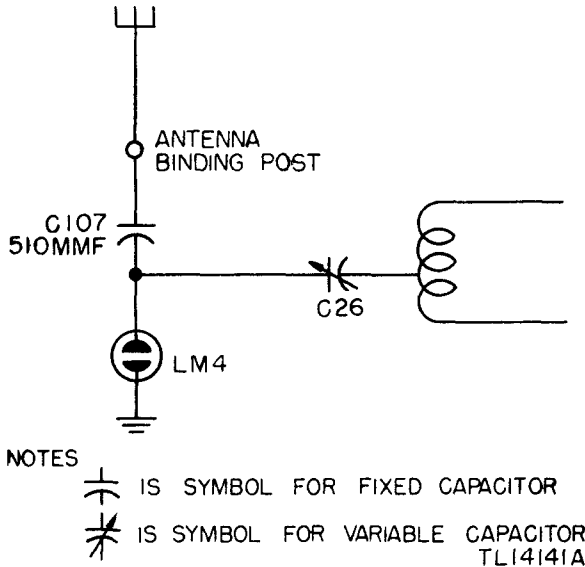 ANTENNA
BINDING POST
C107
510MMF
C26
LM4
NOTES
IS SYMBOL FOR FIXED CAPACITOR
IS SYMBOL FOR VARIABLE CAPACITOR
TL14141A